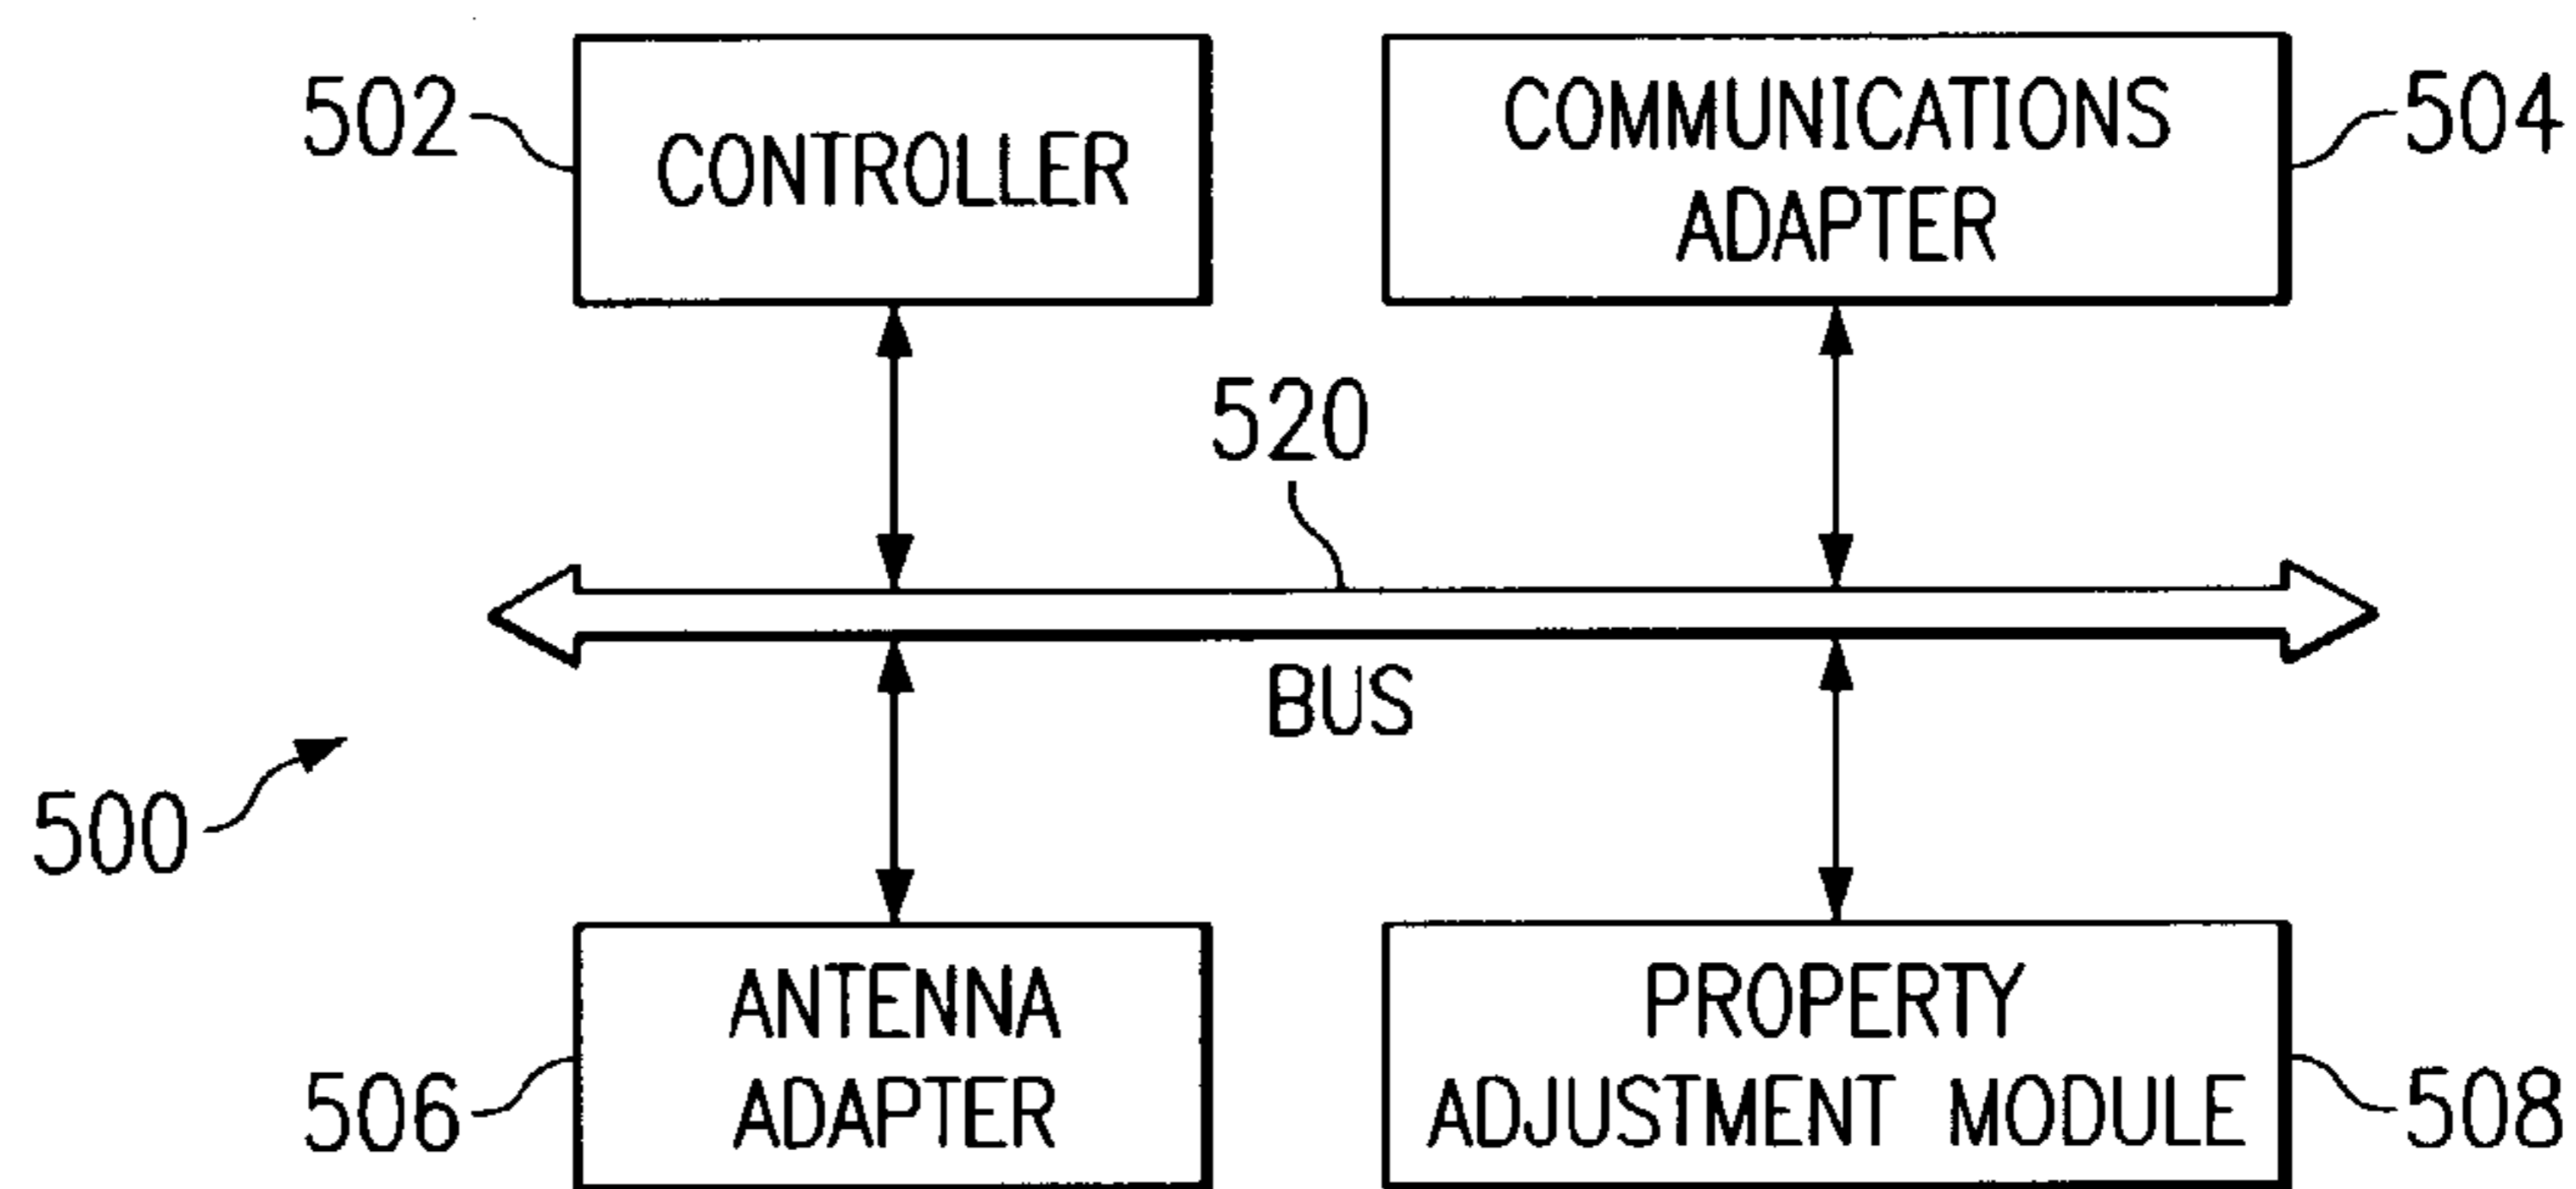 502
CONTROLLER
COMMUNICATIONS
ADAPTER
504
520
BUS
500
506
ANTENNA
ADAPTER
PROPERTY
ADJUSTMENT MODULE
508